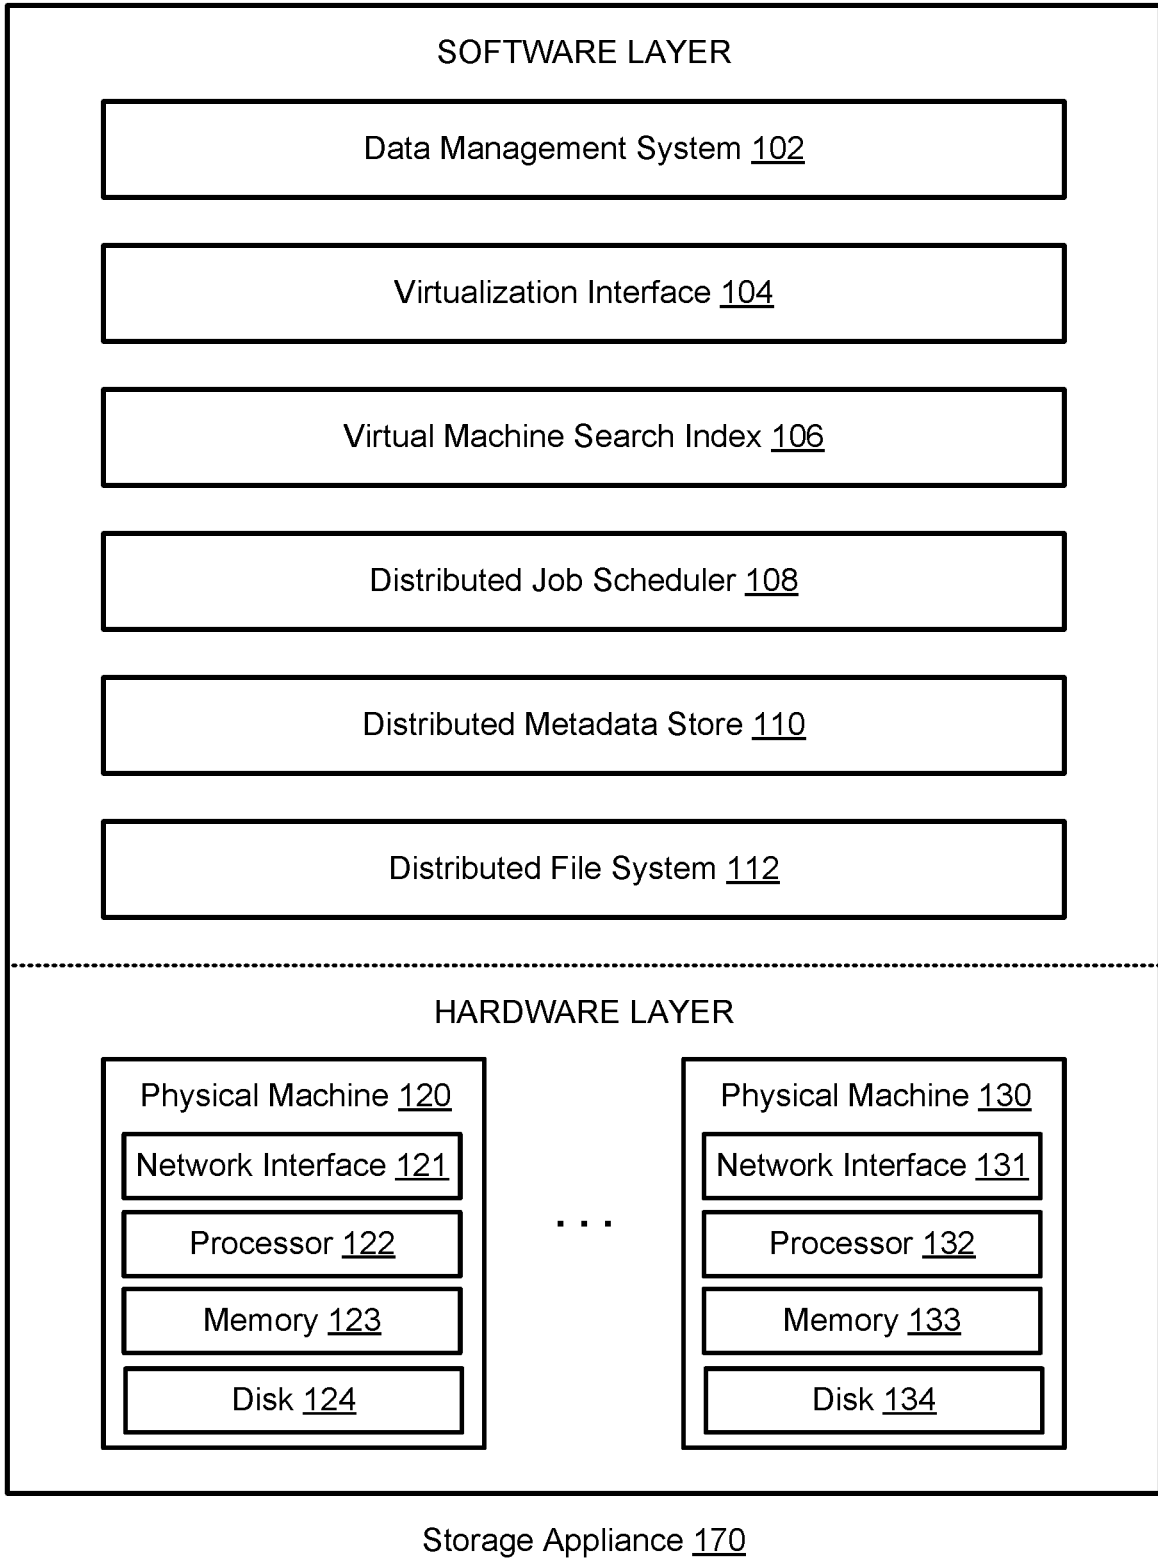 SOFTWARE LAYER
Data Management System 102
Virtualization Interface 104
Virtual Machine Search Index 106
Distributed Job Scheduler 108
Distributed Metadata Store 110
Distributed File System 112
HARDWARE LAYER
Physical Machine 120
Network Interface 121
Processor 122
Memory 123
Disk 124
. . .
Physical Machine 130
Network Interface 131
Processor 132
Memory 133
Disk 134
Storage Appliance 170